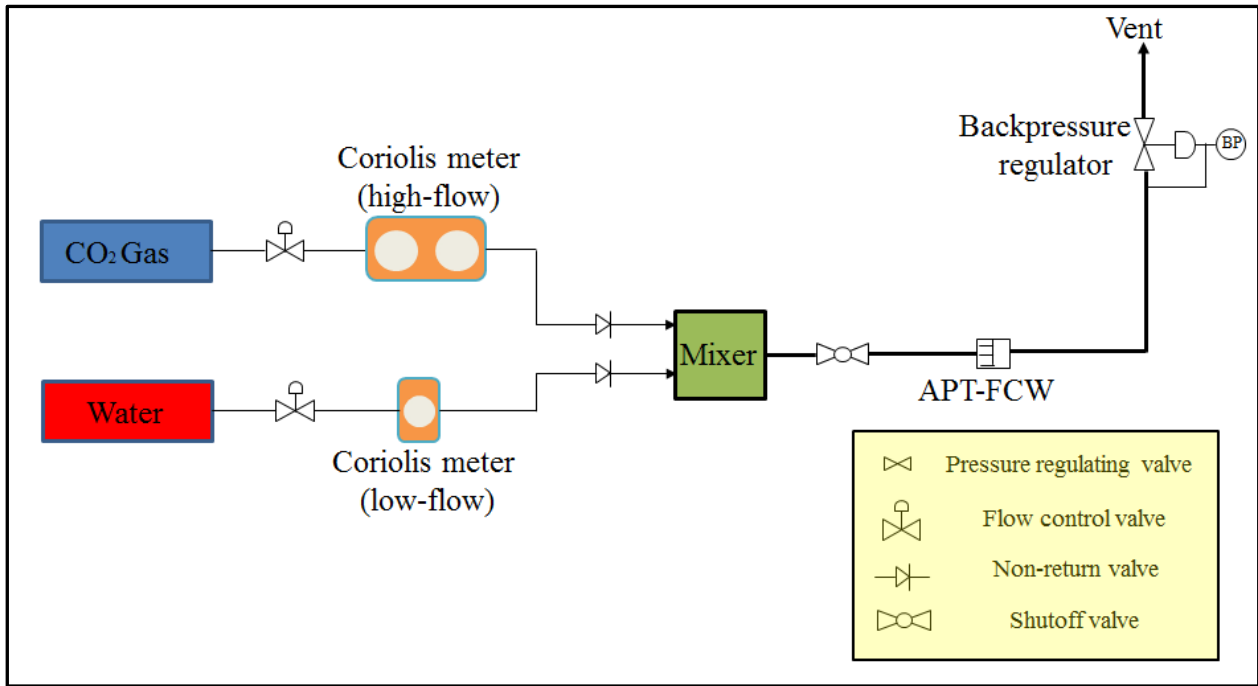 Vent
Backpressure
regulator
BP
Coriolis meter
(high-flow)
CO₂ Gas
Mixer
Water
Coriolis meter
(low-flow)
APT-FCW
Pressure regulating valve
Flow control valve
Non-return valve
Shutoff valve